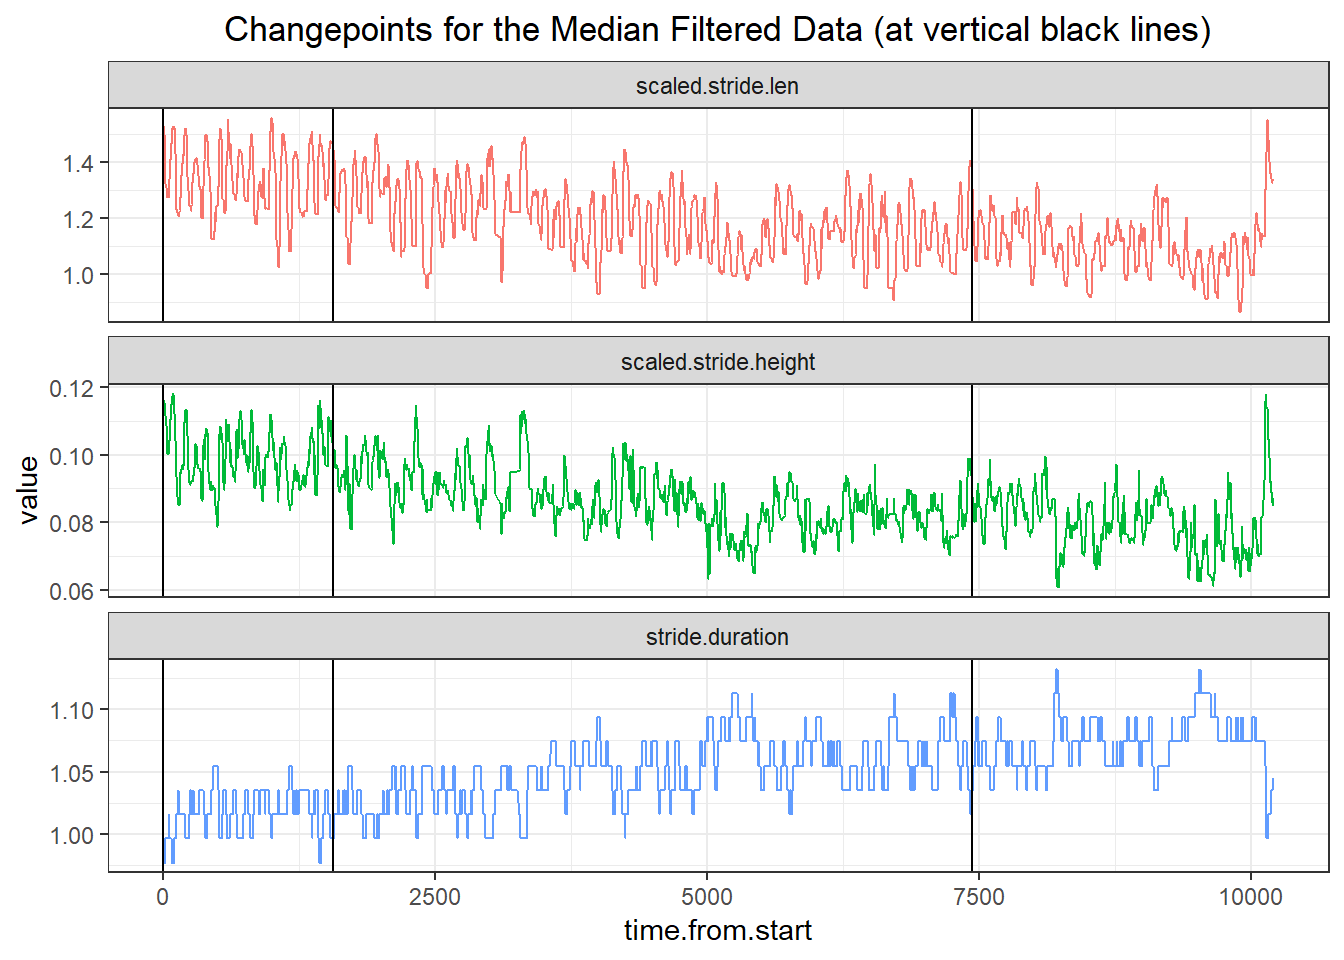 Changepoints for the Median Filtered Data (at vertical black lines)
scaled.stride.len
1.4
1.2
1.0
scaled.stride.height
0.12
0.10
0.08
0.06
value
stride.duration
1.10
1.05
1.00
0 2500 5000 7500 10000
time.from.start